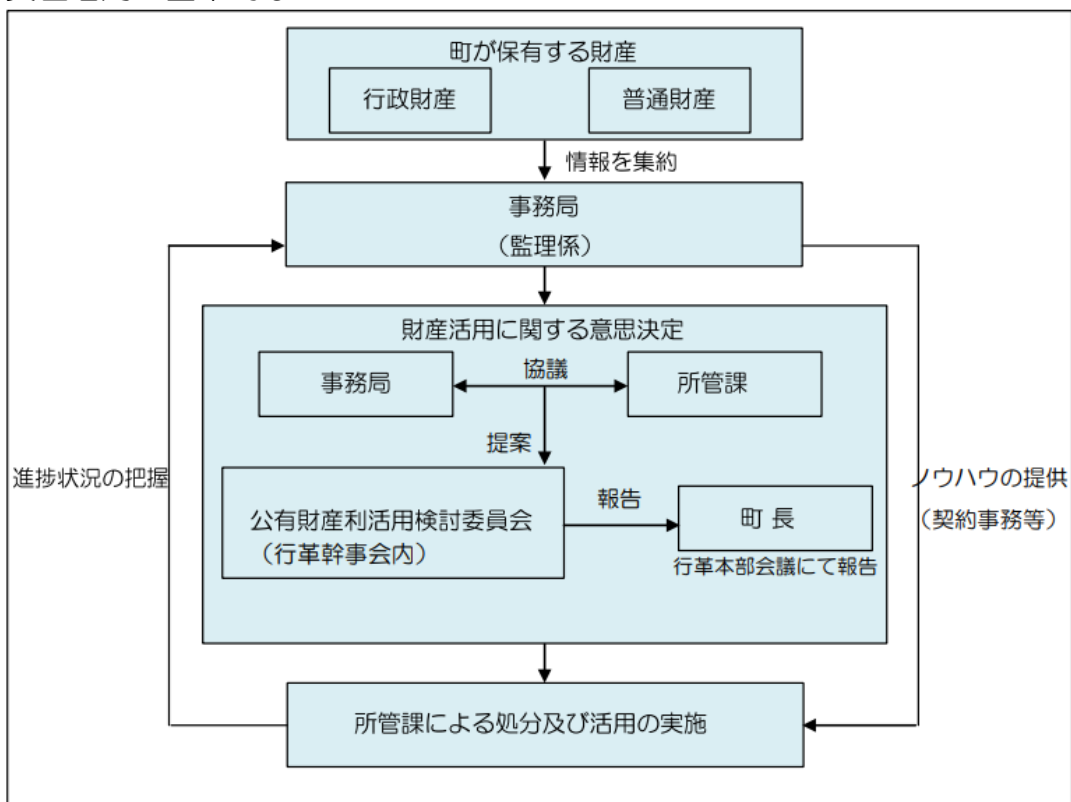 町が保有する財産
行政財産
普通財産
情報を集約
事務局
（監理係）
財産活用に関する意思決定
事務局
協議
所管課
提案
進捗状況の把握
ノウハウの提供
（契約事務等）
公有財産利活用検討委員会
（行革幹事会内）
報告
町 長
行革本部会議にて報告
所管課による処分及び活用の実施